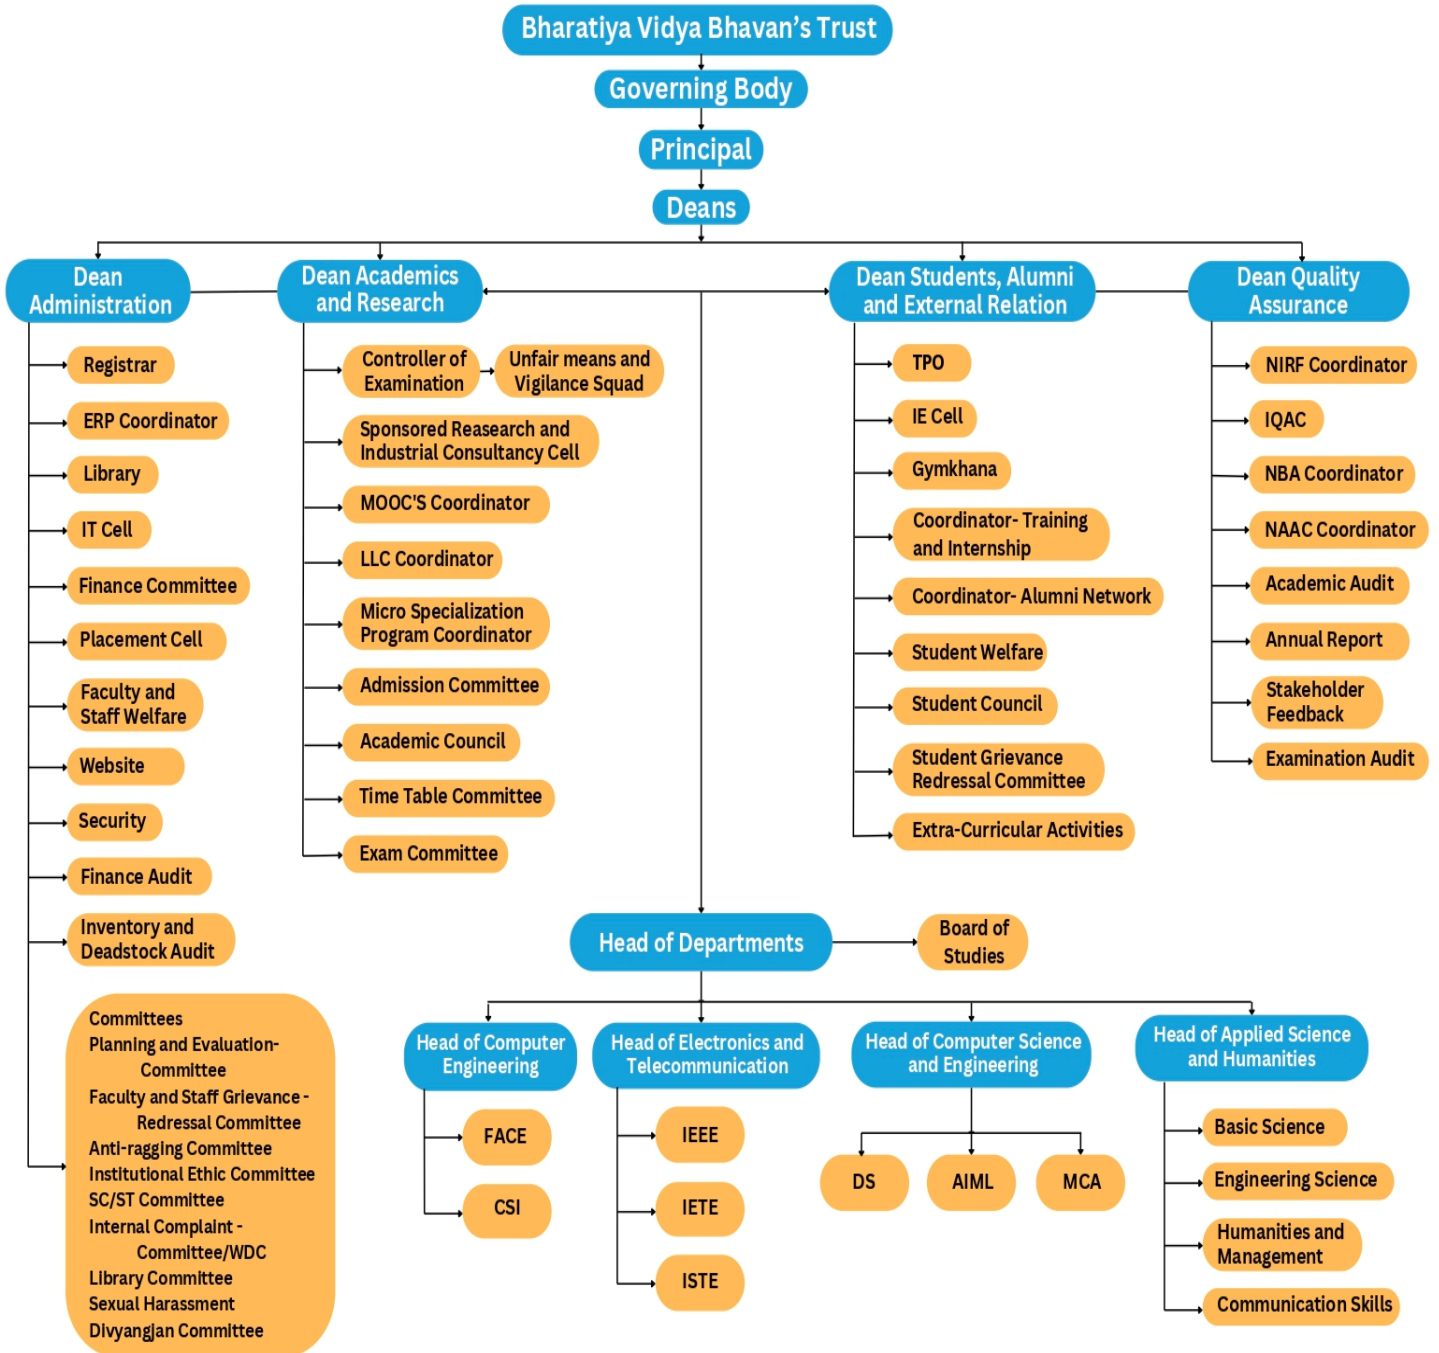 Bharatiya Vidya Bhavan's Trust
Governing Body
Principal
Deans
Dean
Administration
Registrar
ERP Coordinator
Library
IT Cell
Finance Committee
Placement Cell
Faculty and
Staff Welfare
Website
Security
Finance Audit
Inventory and
Deadstock Audit
Committees
Planning and Evaluation-
Committee
Faculty and Staff Grievance -
Redressal Committee
Anti-ragging Committee
Institutional Ethic Committee
SC/ST Committee
Internal Complaint -
Committee/WDC
Library Committee
Sexual Harassment
Divyangjan Committee
Dean Academics
and Research
Controller of
Examination
Unfair means and
Vigilance Squad
Sponsored Reasearch and
Industrial Consultancy Cell
MOOC'S Coordinator
LLC Coordinator
Micro Specialization
Program Coordinator
Admission Committee
Academic Council
Time Table Committee
Exam Committee
Dean Students, Alumni
and External Relation
TPO
IE Cell
Gymkhana
Coordinator- Training
and Internship
Coordinator- Alumni Network
Student Welfare
Student Council
Student Grievance
Redressal Committee
Extra-Curricular Activities
Dean Quality
Assurance
NIRF Coordinator
IQAC
NBA Coordinator
NAAC Coordinator
Academic Audit
Annual Report
Stakeholder
Feedback
Examination Audit
Head of Departments
Board of
Studies
Head of Computer
Engineering
FACE
CSI
Head of Electronics and
Telecommunication
IEEE
IETE
ISTE
Head of Computer Science
and Engineering
DS
AIML
MCA
Head of Applied Science
and Humanities
Basic Science
Engineering Science
Humanities and
Management
Communication Skills